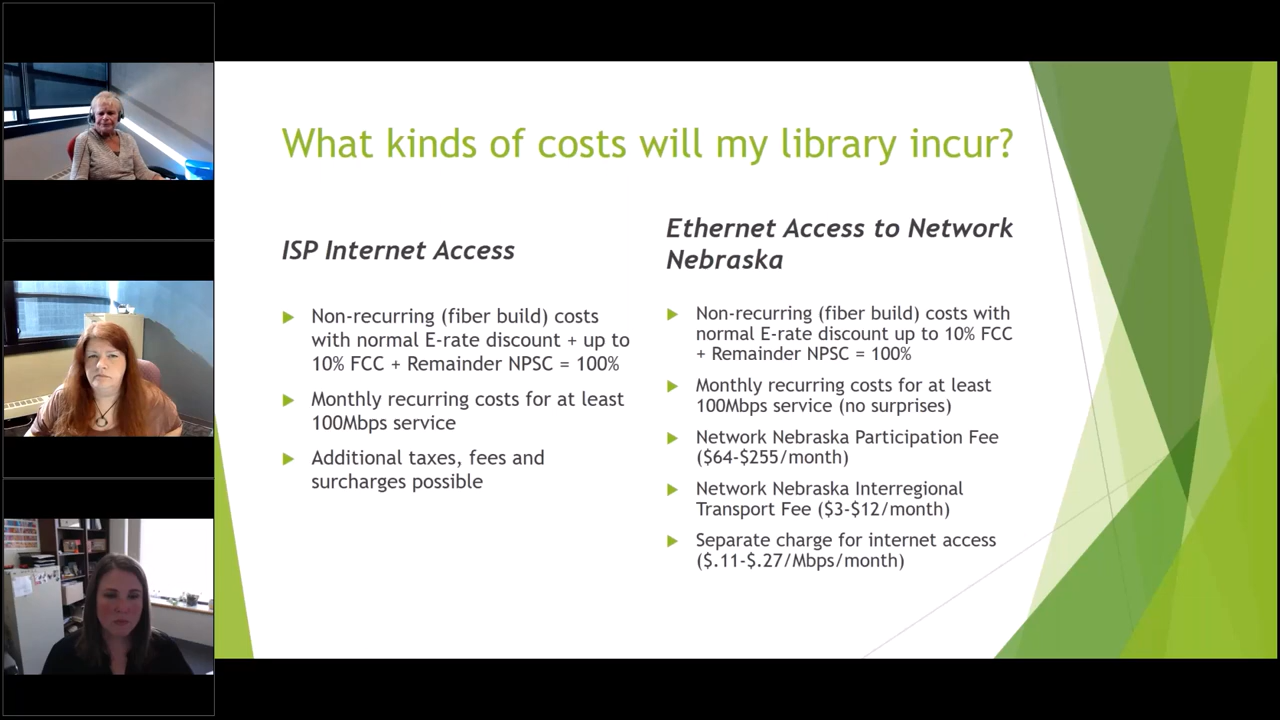 What kinds of costs will my library incur?
ISP Internet Access
Non-recurring (fiber build) costs
with normal E-rate discount + up to
10% FCC + Remainder NPSC = 100%
Monthly recurring costs for at least
100Mbps service
Additional taxes, fees and
surcharges possible
Ethernet Access to Network
Nebraska
Non-recurring (fiber build) costs with
normal E-rate discount up to 10% FCC
+ Remainder NPSC = 100%
Monthly recurring costs for at least
100Mbps service (no surprises)
Network Nebraska Participation Fee
($64-$255/month)
Network Nebraska Interregional
Transport Fee ($3-$12/month)
Separate charge for internet access
($.11-$.27/Mbps/month)